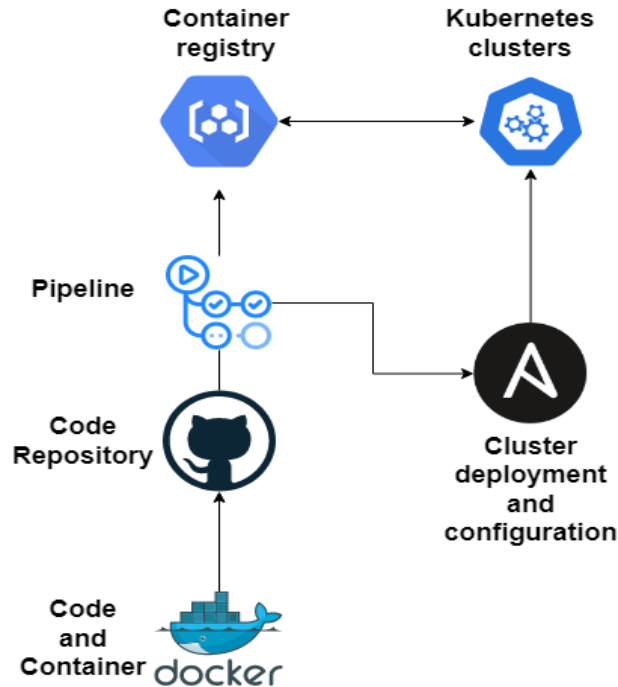 Container
registry
Kubernetes
clusters
Pipeline
Code
Repository
Cluster
deployment
and
configuration
Code
and
Container
docker